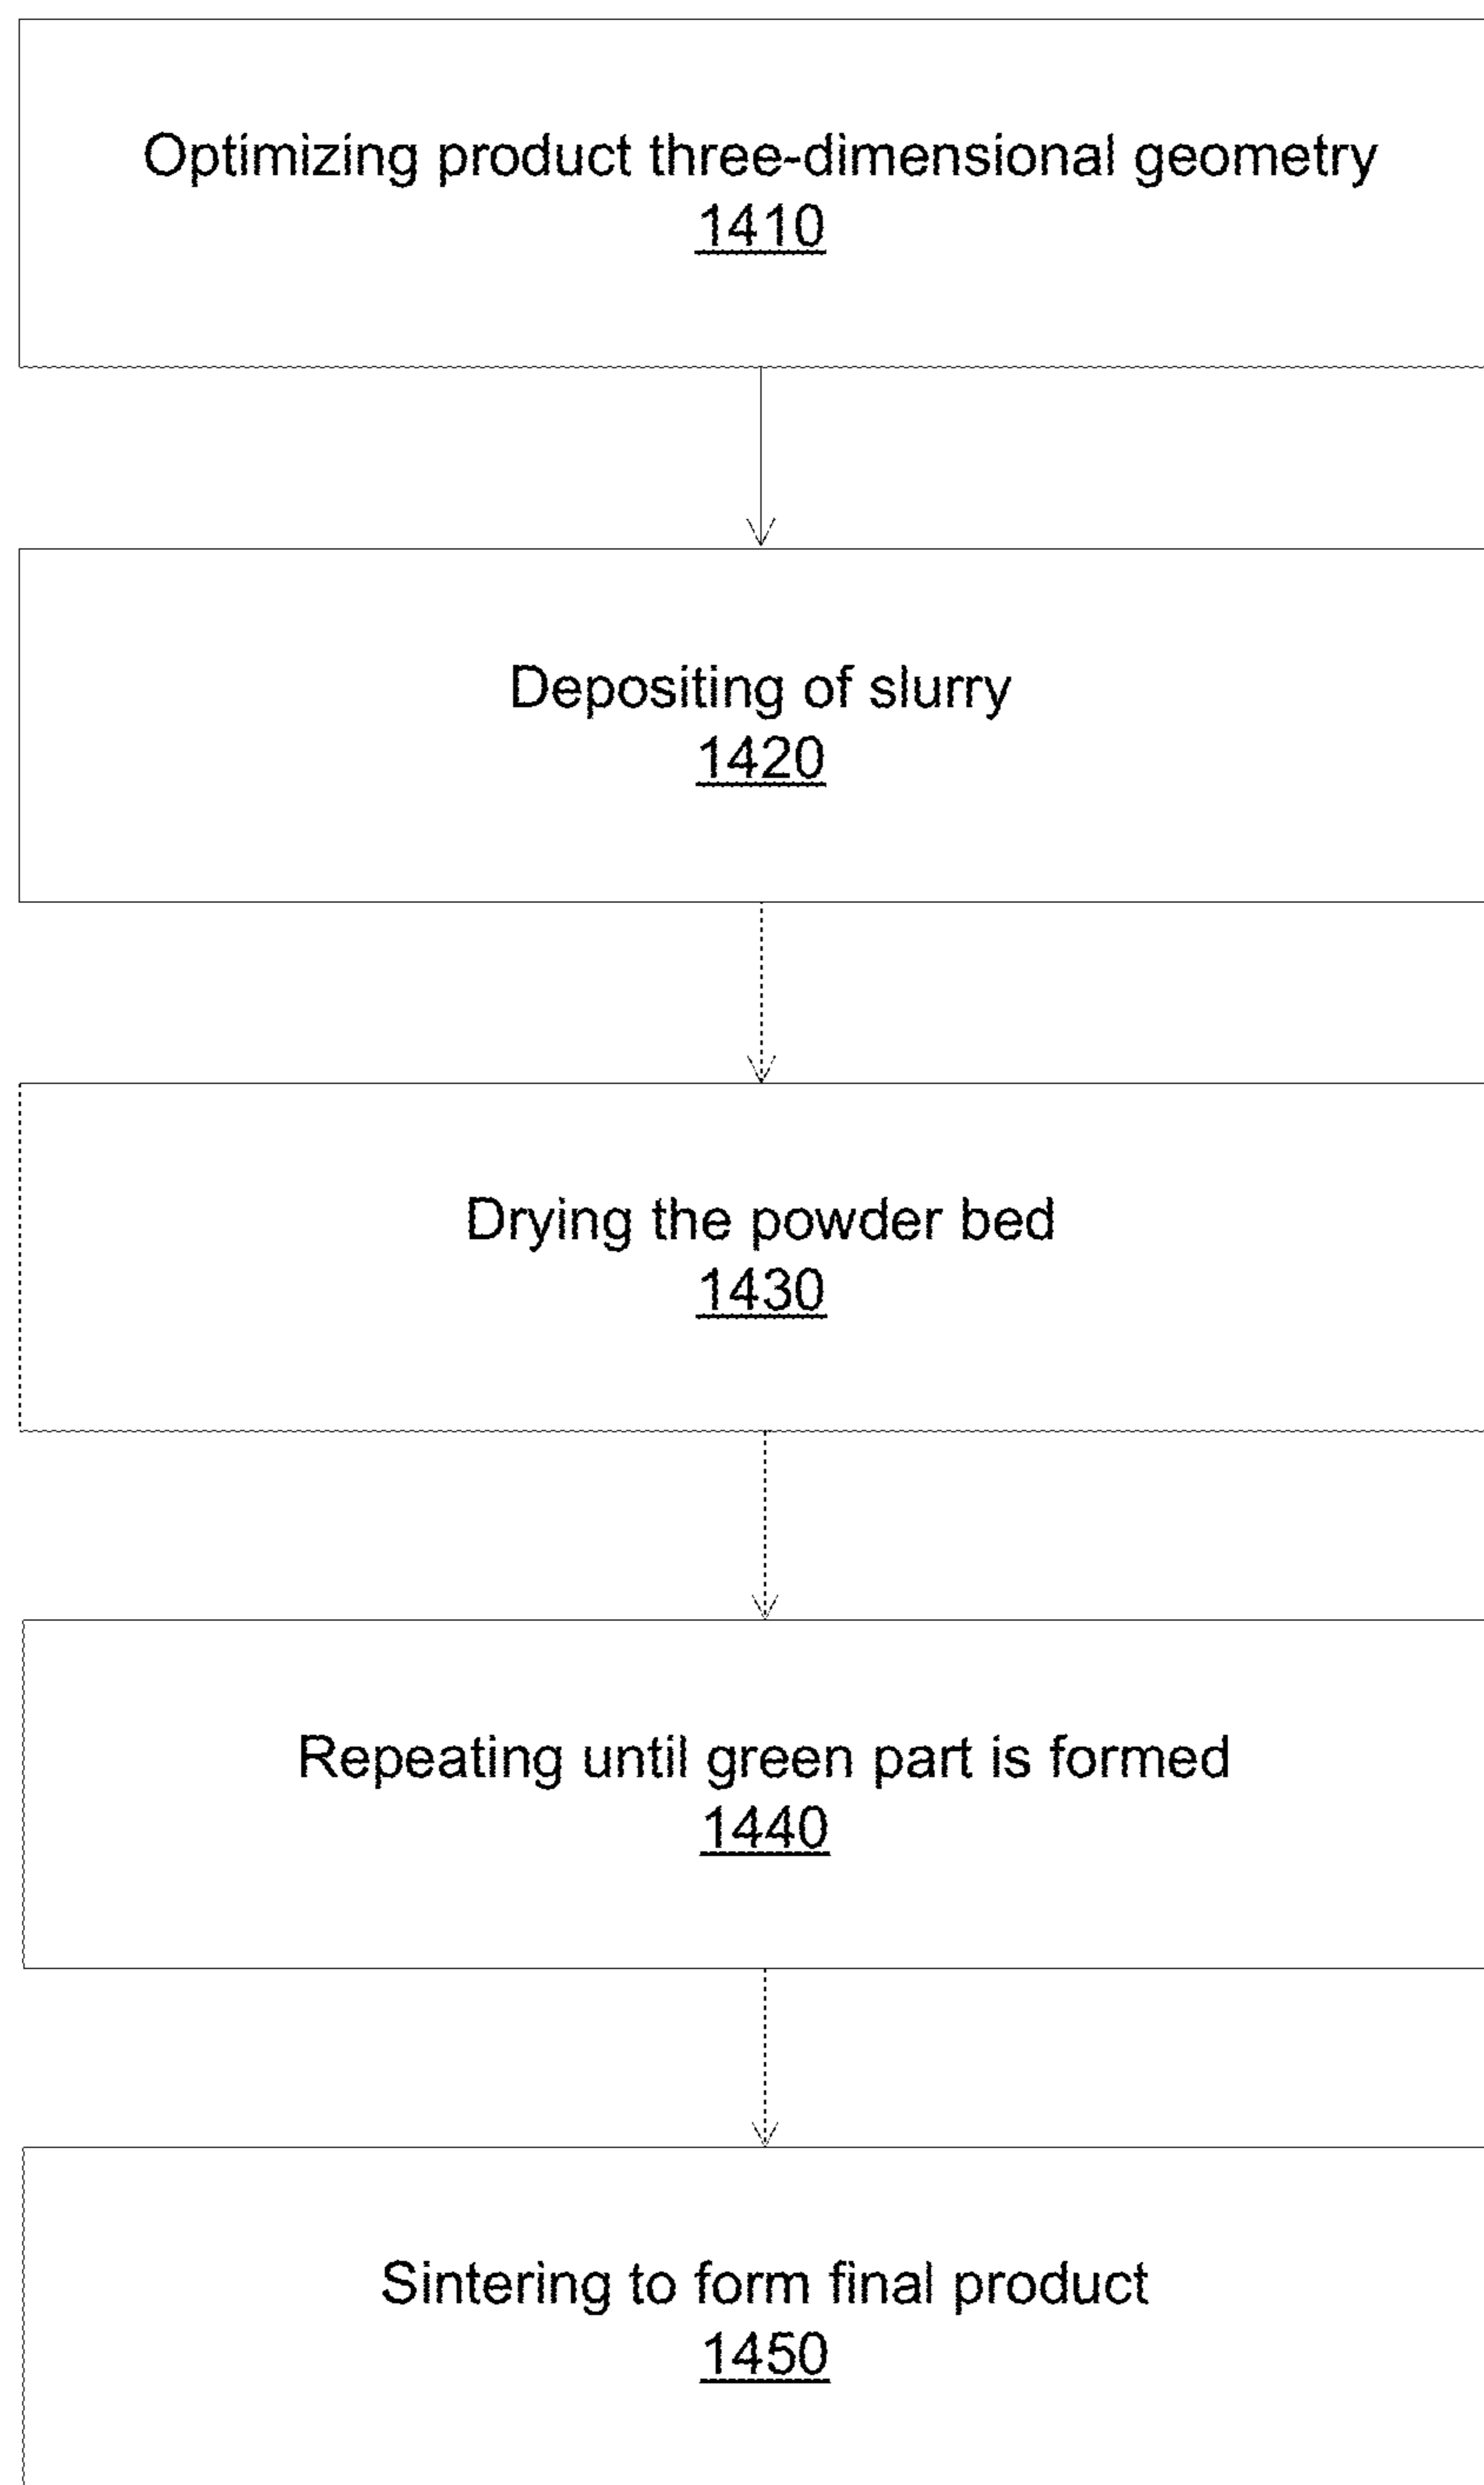 Optimizing product three-dimensional geometry
1410
Depositing of slurry
1420
Drying the powder bed
1430
Repeating until green part is formed
1440
Sintering to form final product
1450